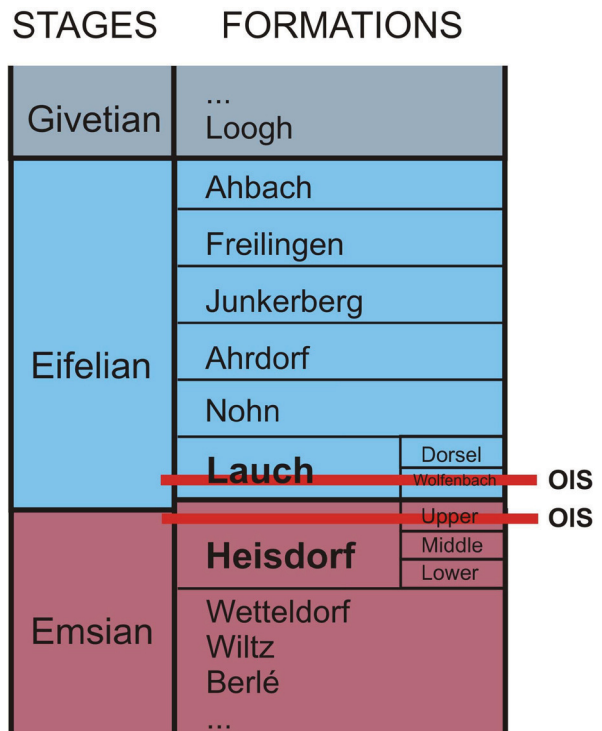 STAGES FORMATIONS
Givetian
...
Loogh
Eifelian
Ahbach
Freilingen
Junkerberg
Ahrdorf
Nohn
Lauch
Dorsel
Wolfenbach
OIS
Emsian
Heisdorf
Upper
OIS
Middle
Lower
Wetteldorf
Wiltz
Berlé
...